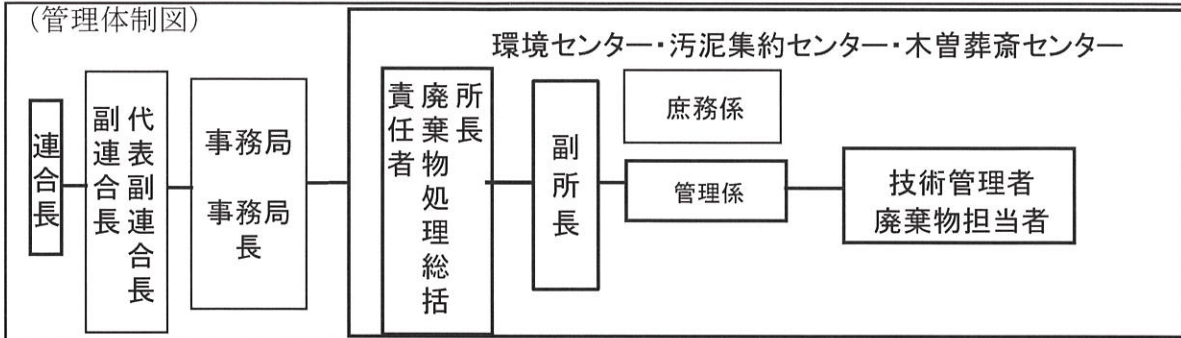 (管理体制図)
環境センター・汚泥集約センター・木曽葬斎センター
連合長
代表副連合長
副連合長
事務局
事務局
長
所長
廃棄物処理総括
責任者
副所長
庶務係
管理係
技術管理者
廃棄物担当者